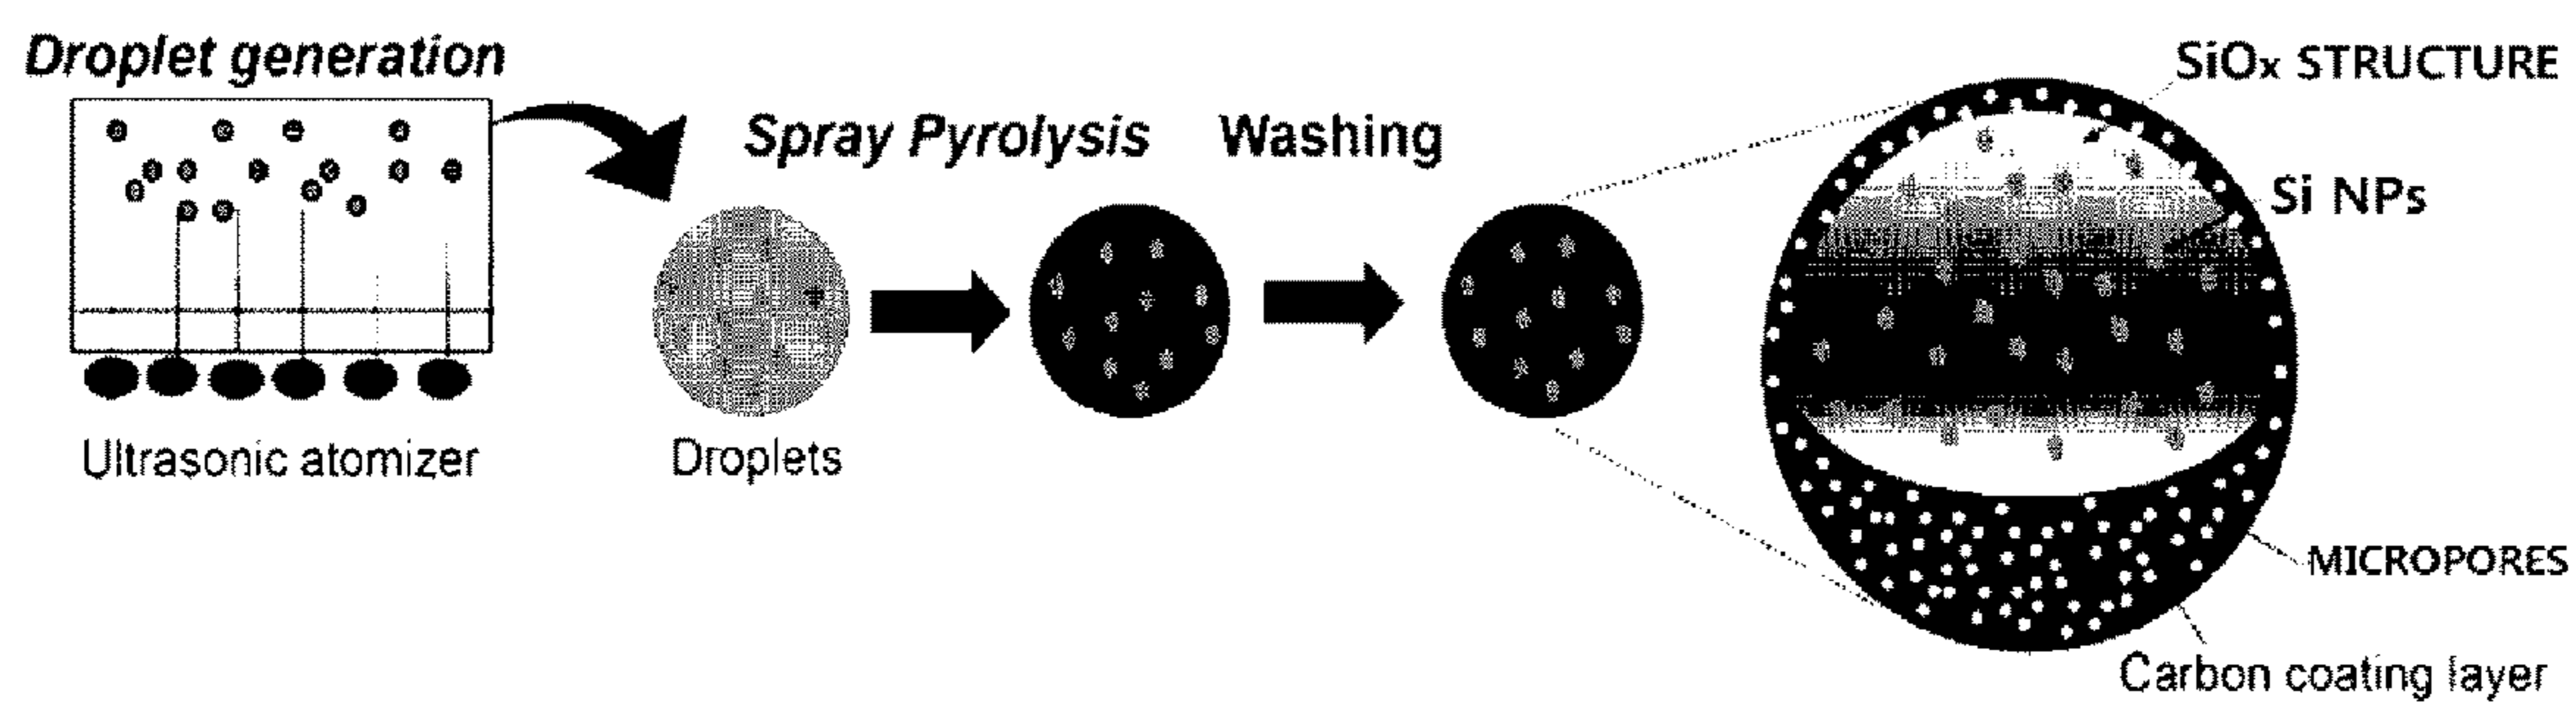 Droplet generation
Ultrasonic atomizer
Droplets
Spray Pyrolysis
Washing
SiOx STRUCTURE
Si NPs
MICROPORES
Carbon coating layer